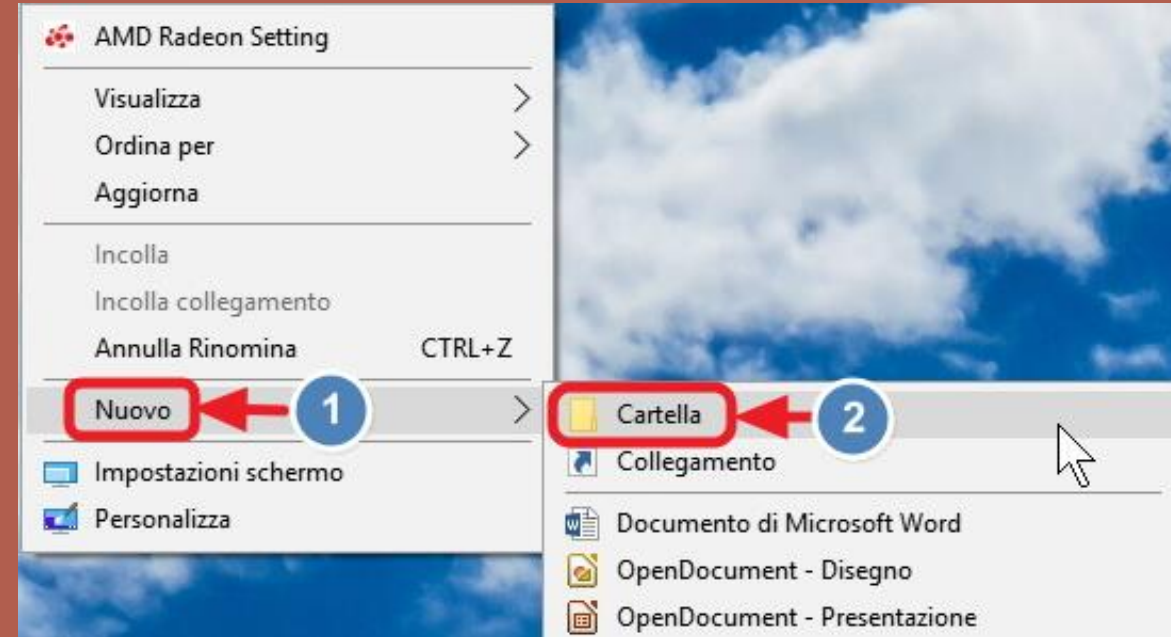 AMD Radeon Setting
Visualizza
Ordina per
Aggiorna
Incolla
Incolla collegamento
Annulla Rinomina CTRL+Z
Nuovo 1
Impostazioni schermo
Personalizza
Cartella 2
Collegamento
Documento di Microsoft Word
OpenDocument - Disegno
OpenDocument - Presentazione